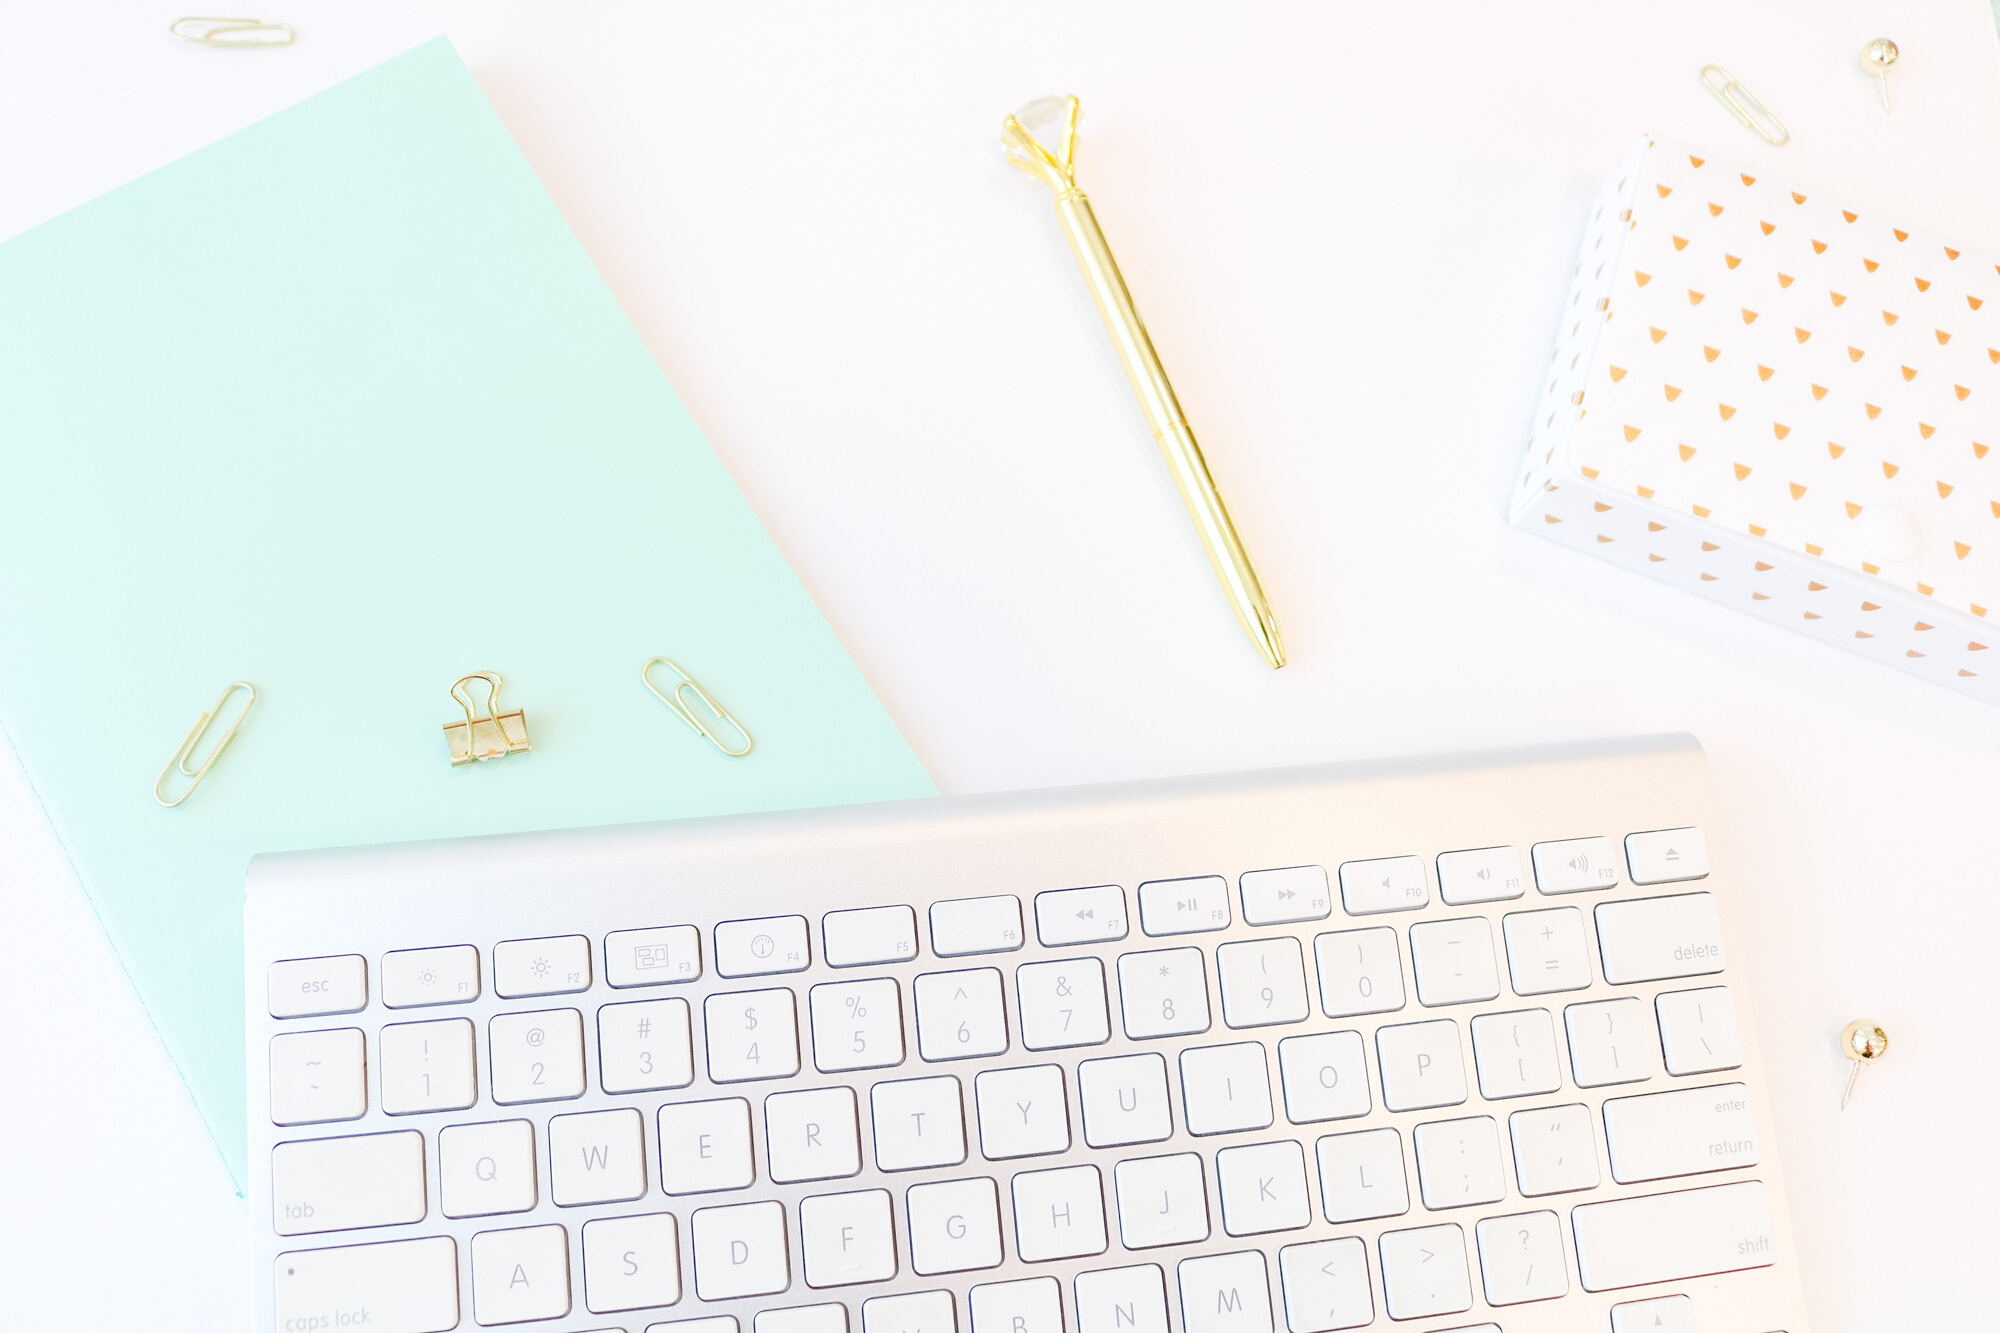 esc F1 F2 F3 F4 F5 F6 F7 F8 F9 F10 F11 F12
~ ! @ # $ % ^ & * ( ) — +
` 1 2 3 4 5 6 7 8 9 0 - = delete
tab Q W E R T Y U I O P { [ } ] | \
caps lock A S D F G H J K L : ; " ' enter return
B N M < , > . ? / shift